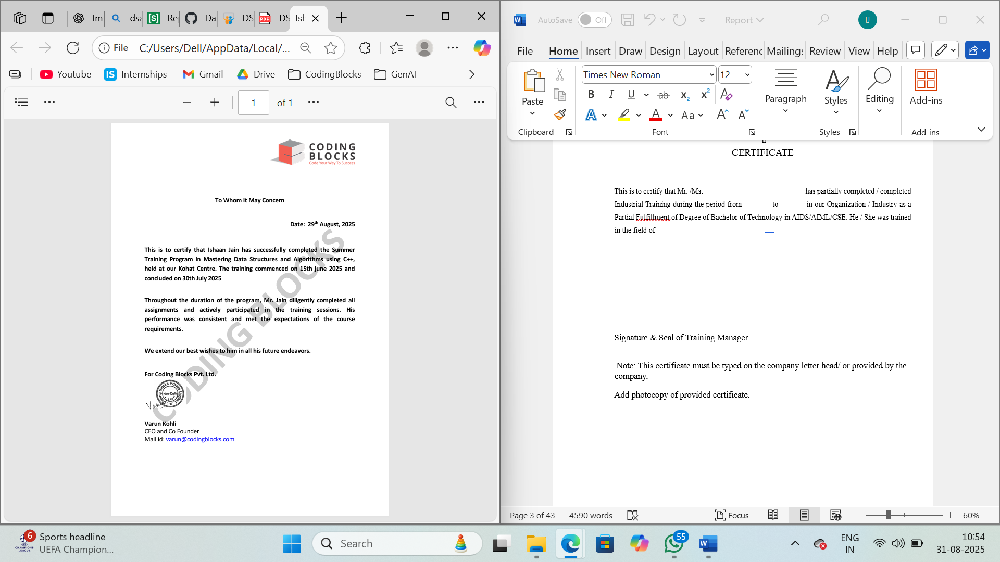 Im
dsa
Re
Da
DS
DS
Ish
File
C:/Users/Dell/AppData/Local/...
Youtube
Internships
Gmail
Drive
CodingBlocks
GenAI
1
of 1
CODING
BLOCKS
Code Your Way To Success
To Whom It May Concern
Date: 29th August, 2025
This is to certify that Ishaan Jain has successfully completed the Summer
Training Program in Mastering Data Structures and Algorithms using C++,
held at our Kohat Centre. The training commenced on 15th june 2025 and
concluded on 30th July 2025
Throughout the duration of the program, Mr. Jain diligently completed all
assignments and actively participated in the training sessions. His
performance was consistent and met the expectations of the course
requirements.
We extend our best wishes to him in all his future endeavors.
For Coding Blocks Pvt. Ltd.
Coding Blocks Private Limited
New Delhi
Varun Kohli
CEO and Co Founder
Mail id: varun@codingblocks.com
CODING BLOCKS
AutoSave
Off
Report
IJ
File
Home
Insert
Draw
Design
Layout
Referenc
Mailings
Review
View
Help
Paste
Clipboard
Times New Roman
12
Font
Paragraph
Styles
Styles
Editing
Add-ins
Add-ins
II
CERTIFICATE
This is to certify that Mr. /Ms.___________________________ has partially completed / completed
Industrial Training during the period from _______ to_______ in our Organization / Industry as a
Partial Fulfillment of Degree of Bachelor of Technology in AIDS/AIML/CSE. He / She was trained
in the field of ______________________________
Signature & Seal of Training Manager
Note: This certificate must be typed on the company letter head/ or provided by the
company.
Add photocopy of provided certificate.
Page 3 of 43
4590 words
Focus
60%
6
Sports headline
UEFA Champion...
Search
55
ENG
IN
10:54
31-08-2025